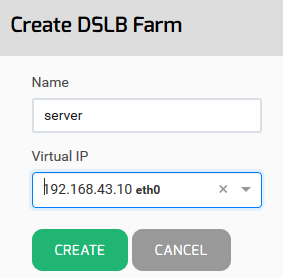 Create DSLB Farm
Name
server
Virtual IP
192.168.43.10 eth0
CREATE CANCEL